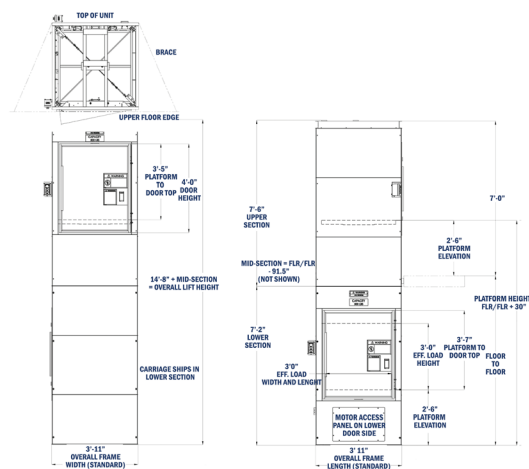 TOP OF UNIT
BRACE
UPPER FLOOR EDGE
CAPACITY
3'-5"
PLATFORM
TO
DOOR TOP
4'-0"
DOOR
HEIGHT
14'-8" + MID-SECTION
= OVERALL LIFT HEIGHT
CARRIAGE SHIPS IN
LOWER SECTION
3'-11"
OVERALL FRAME
WIDTH (STANDARD)
7'-6"
UPPER
SECTION
MID-SECTION = FLR/FLR
- 91.5"
(NOT SHOWN)
7'-2"
LOWER
SECTION
7'-0"
2'-6"
PLATFORM
ELEVATION
PLATFORM HEIGHT
FLR/FLR + 30"
CAPACITY
3'0"
EFF. LOAD
WIDTH AND LENGHT
3'-0"
EFF. LOAD
HEIGHT
3'-7"
PLATFORM TO
DOOR TOP
FLOOR
TO
FLOOR
2'-6"
PLATFORM
ELEVATION
MOTOR ACCESS
PANEL ON LOWER
DOOR SIDE
3' 11"
OVERALL FRAME
LENGTH (STANDARD)